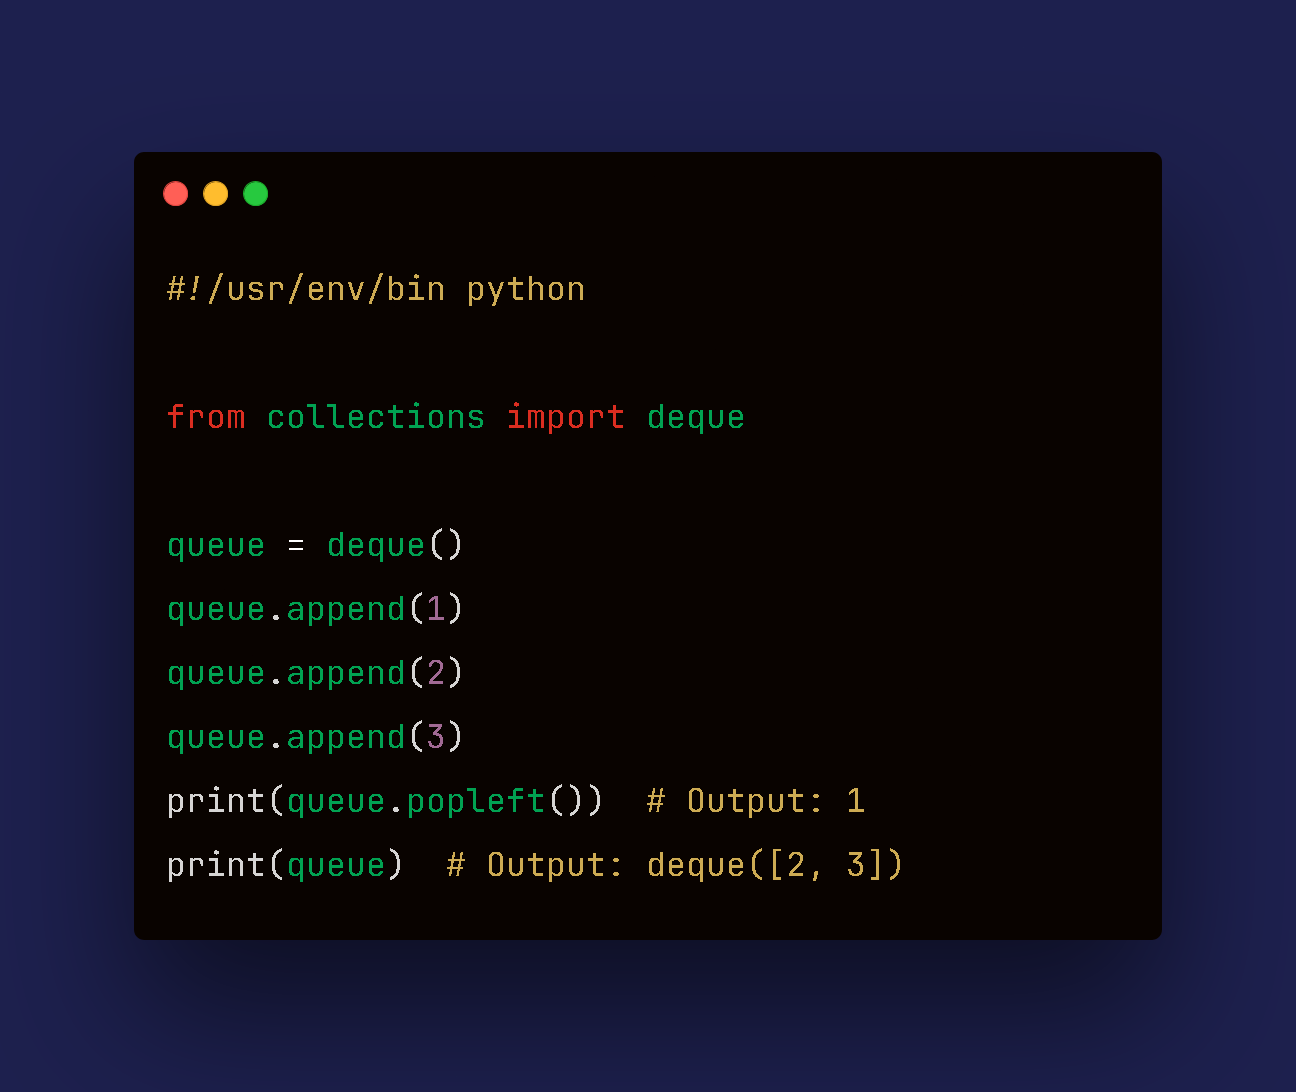 #!/usr/env/bin python
from collections import deque
queue = deque()
queue.append(1)
queue.append(2)
queue.append(3)
print(queue.popleft())  # Output: 1
print(queue)  # Output: deque([2, 3])